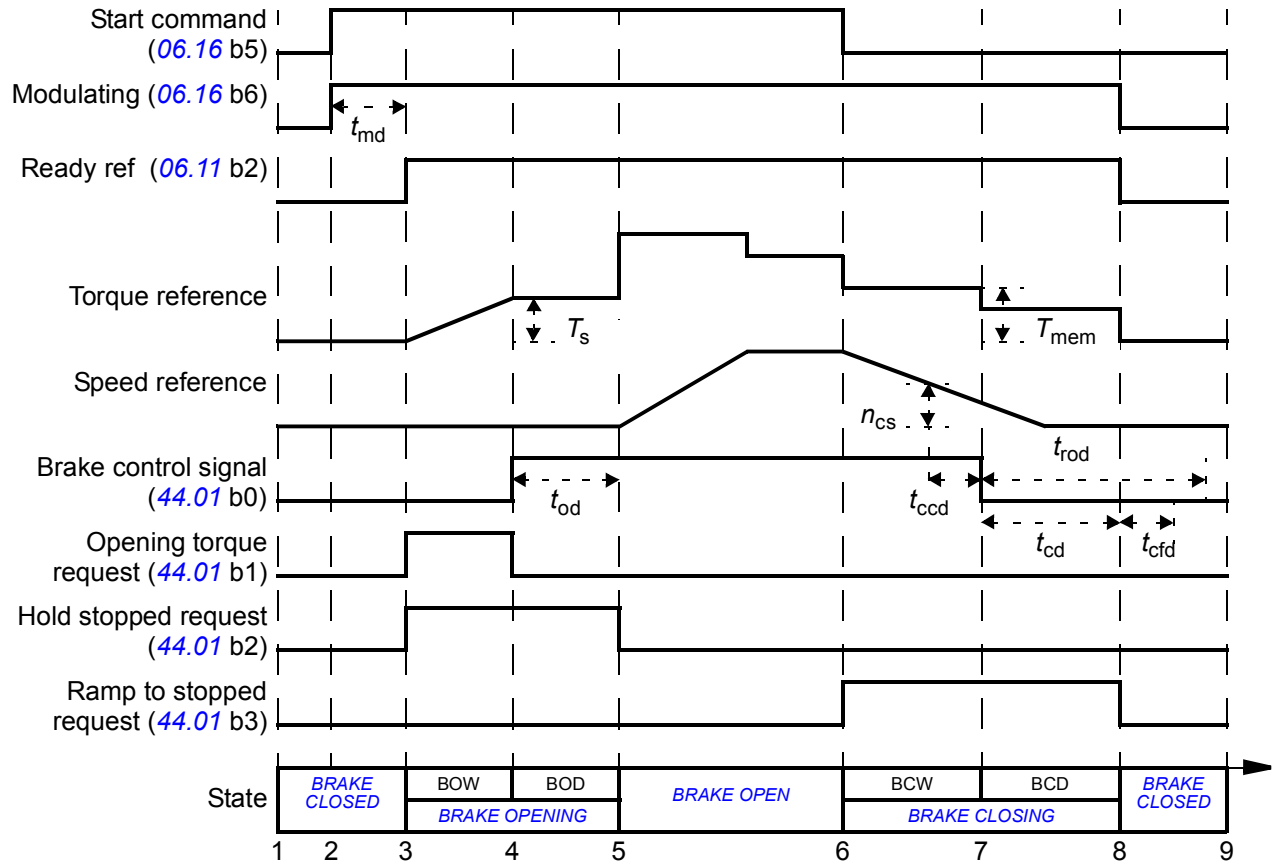 Start command
(06.16 b5)
Modulating (06.16 b6)
tmd
Ready ref (06.11 b2)
Torque reference
Ts
Tmem
Speed reference
ncs
trod
Brake control signal
(44.01 b0)
tod
tccd
tcd
tcfd
Opening torque
request (44.01 b1)
Hold stopped request
(44.01 b2)
Ramp to stopped
request (44.01 b3)
State
BRAKE
CLOSED
BOW
BOD
BRAKE OPENING
BRAKE OPEN
BCW
BCD
BRAKE CLOSING
BRAKE
CLOSED
1 2 3 4 5 6 7 8 9